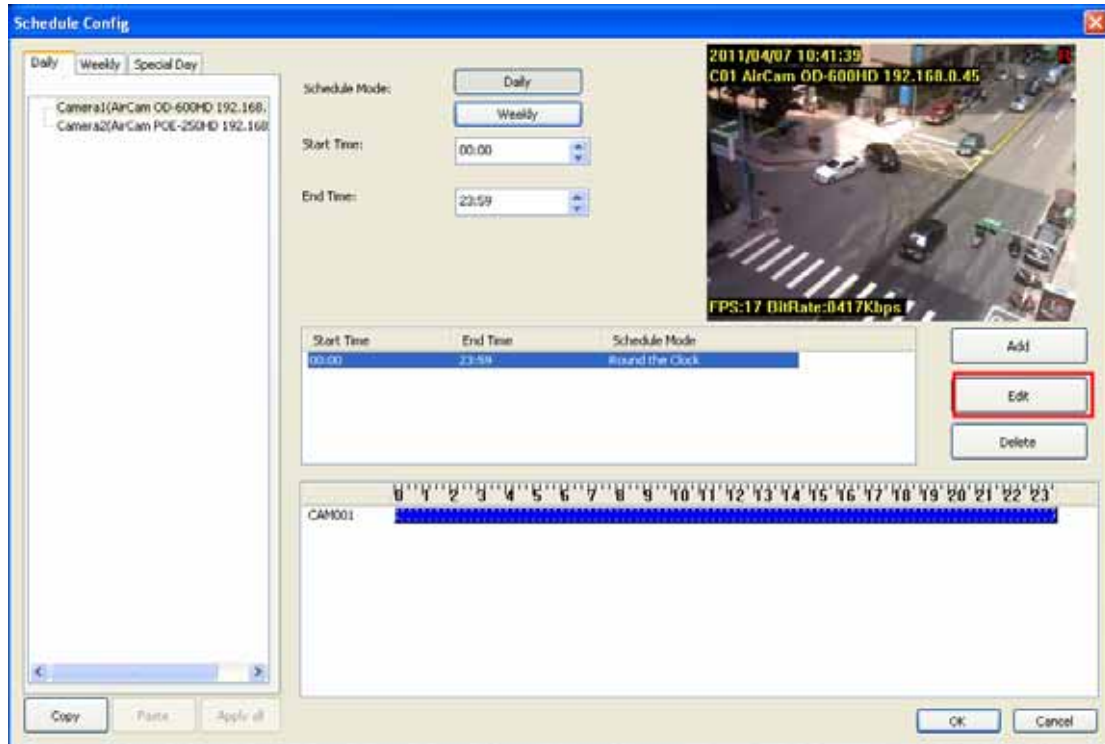 Schedule Config
Daily Weekly Special Day
Camera1(AirCam OD-600HD 192.168.
Camera2(AirCam POE-250HD 192.168
Schedule Mode:
Daily
Weekly
Start Time:
00:00
End Time:
23:59
2011/04/07 10:41:39 R
C01 AirCam OD-600HD 192.168.0.45
FPS:17 BitRate:0417Kbps
Start Time End Time Schedule Mode
00:00 23:59 Round the Clock
Add
Edit
Delete
0 1 2 3 4 5 6 7 8 9 10 11 12 13 14 15 16 17 18 19 20 21 22 23
CAM001
Copy Paste Apply all
OK Cancel